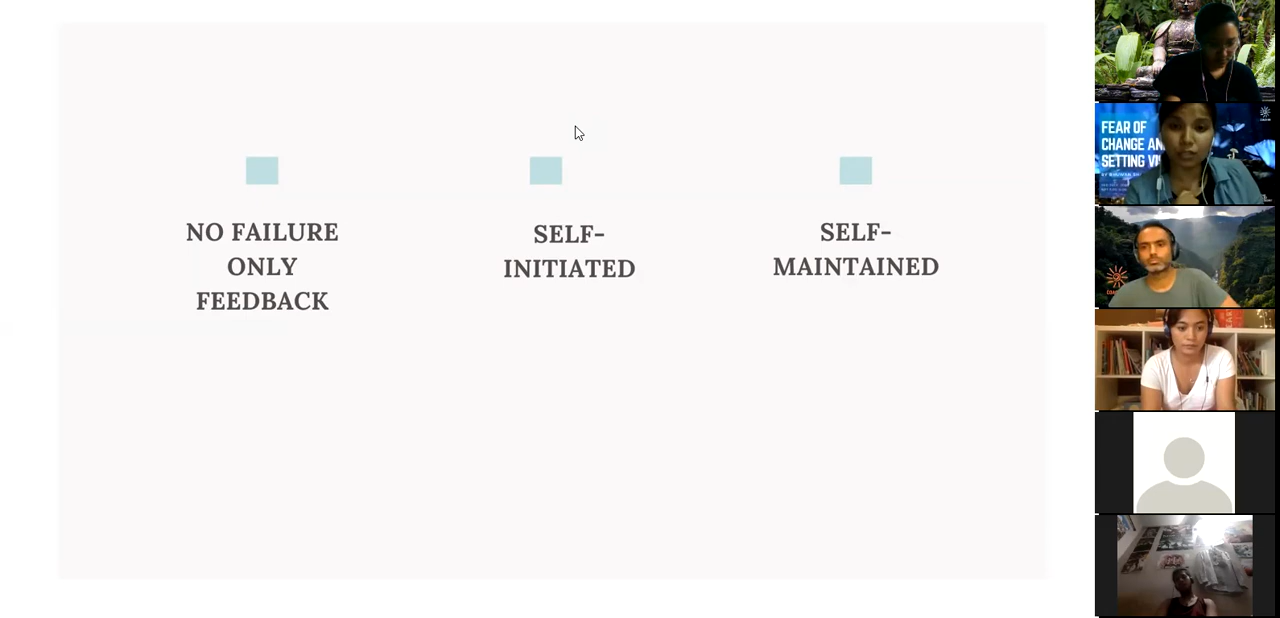 NO FAILURE
ONLY
FEEDBACK
SELF-
INITIATED
SELF-
MAINTAINED
FEAR OF
CHANGE AN
SETTING VI